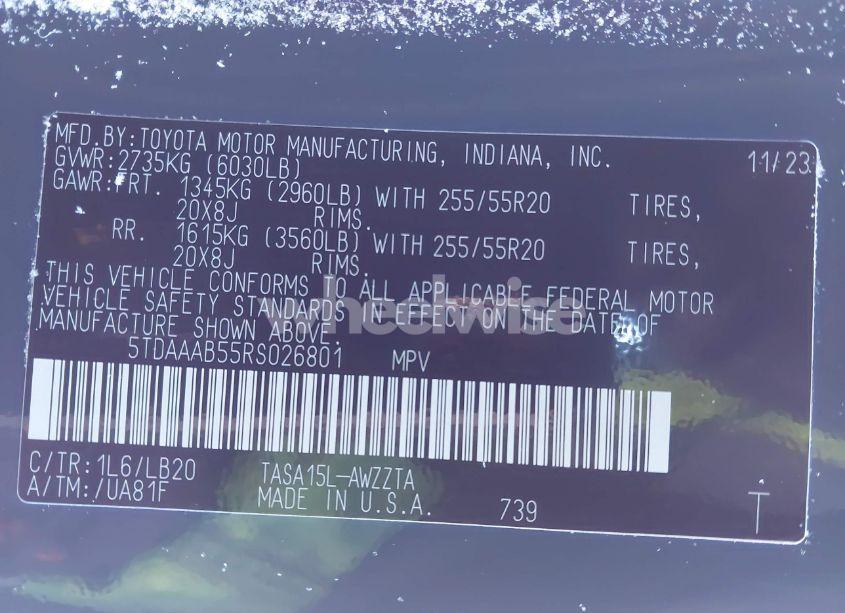 MFD.BY:TOYOTA MOTOR MANUFACTURING, INDIANA, INC. 11/23
GVWR:2735KG (6030LB)
GAWR:FRT. 1345KG (2960LB) WITH 255/55R20 TIRES,
20X8J RIMS.
RR. 1615KG (3560LB) WITH 255/55R20 TIRES,
20X8J RIMS.
THIS VEHICLE CONFORMS TO ALL APPLICABLE FEDERAL MOTOR
VEHICLE SAFETY STANDARDS IN EFFECT ON THE DATE OF
MANUFACTURE SHOWN ABOVE.
wheelwise
5TDAAAB55RS026801 MPV
C/TR:1L6/LB20 TASA15L-AWZZTA
A/TM:/UA81F MADE IN U.S.A. 739 T